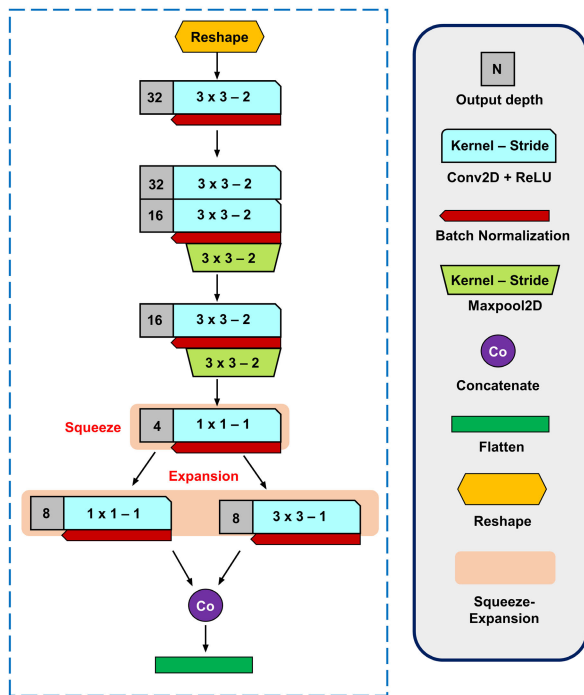 Reshape
32
3 x 3 – 2
32
3 x 3 – 2
16
3 x 3 – 2
3 x 3 – 2
16
3 x 3 – 2
3 x 3 – 2
Squeeze
4
1 x 1 – 1
Expansion
8
1 x 1 – 1
8
3 x 3 – 1
Co
N
Output depth
Kernel – Stride
Conv2D + ReLU
Batch Normalization
Kernel – Stride
Maxpool2D
Co
Concatenate
Flatten
Reshape
Squeeze-
Expansion